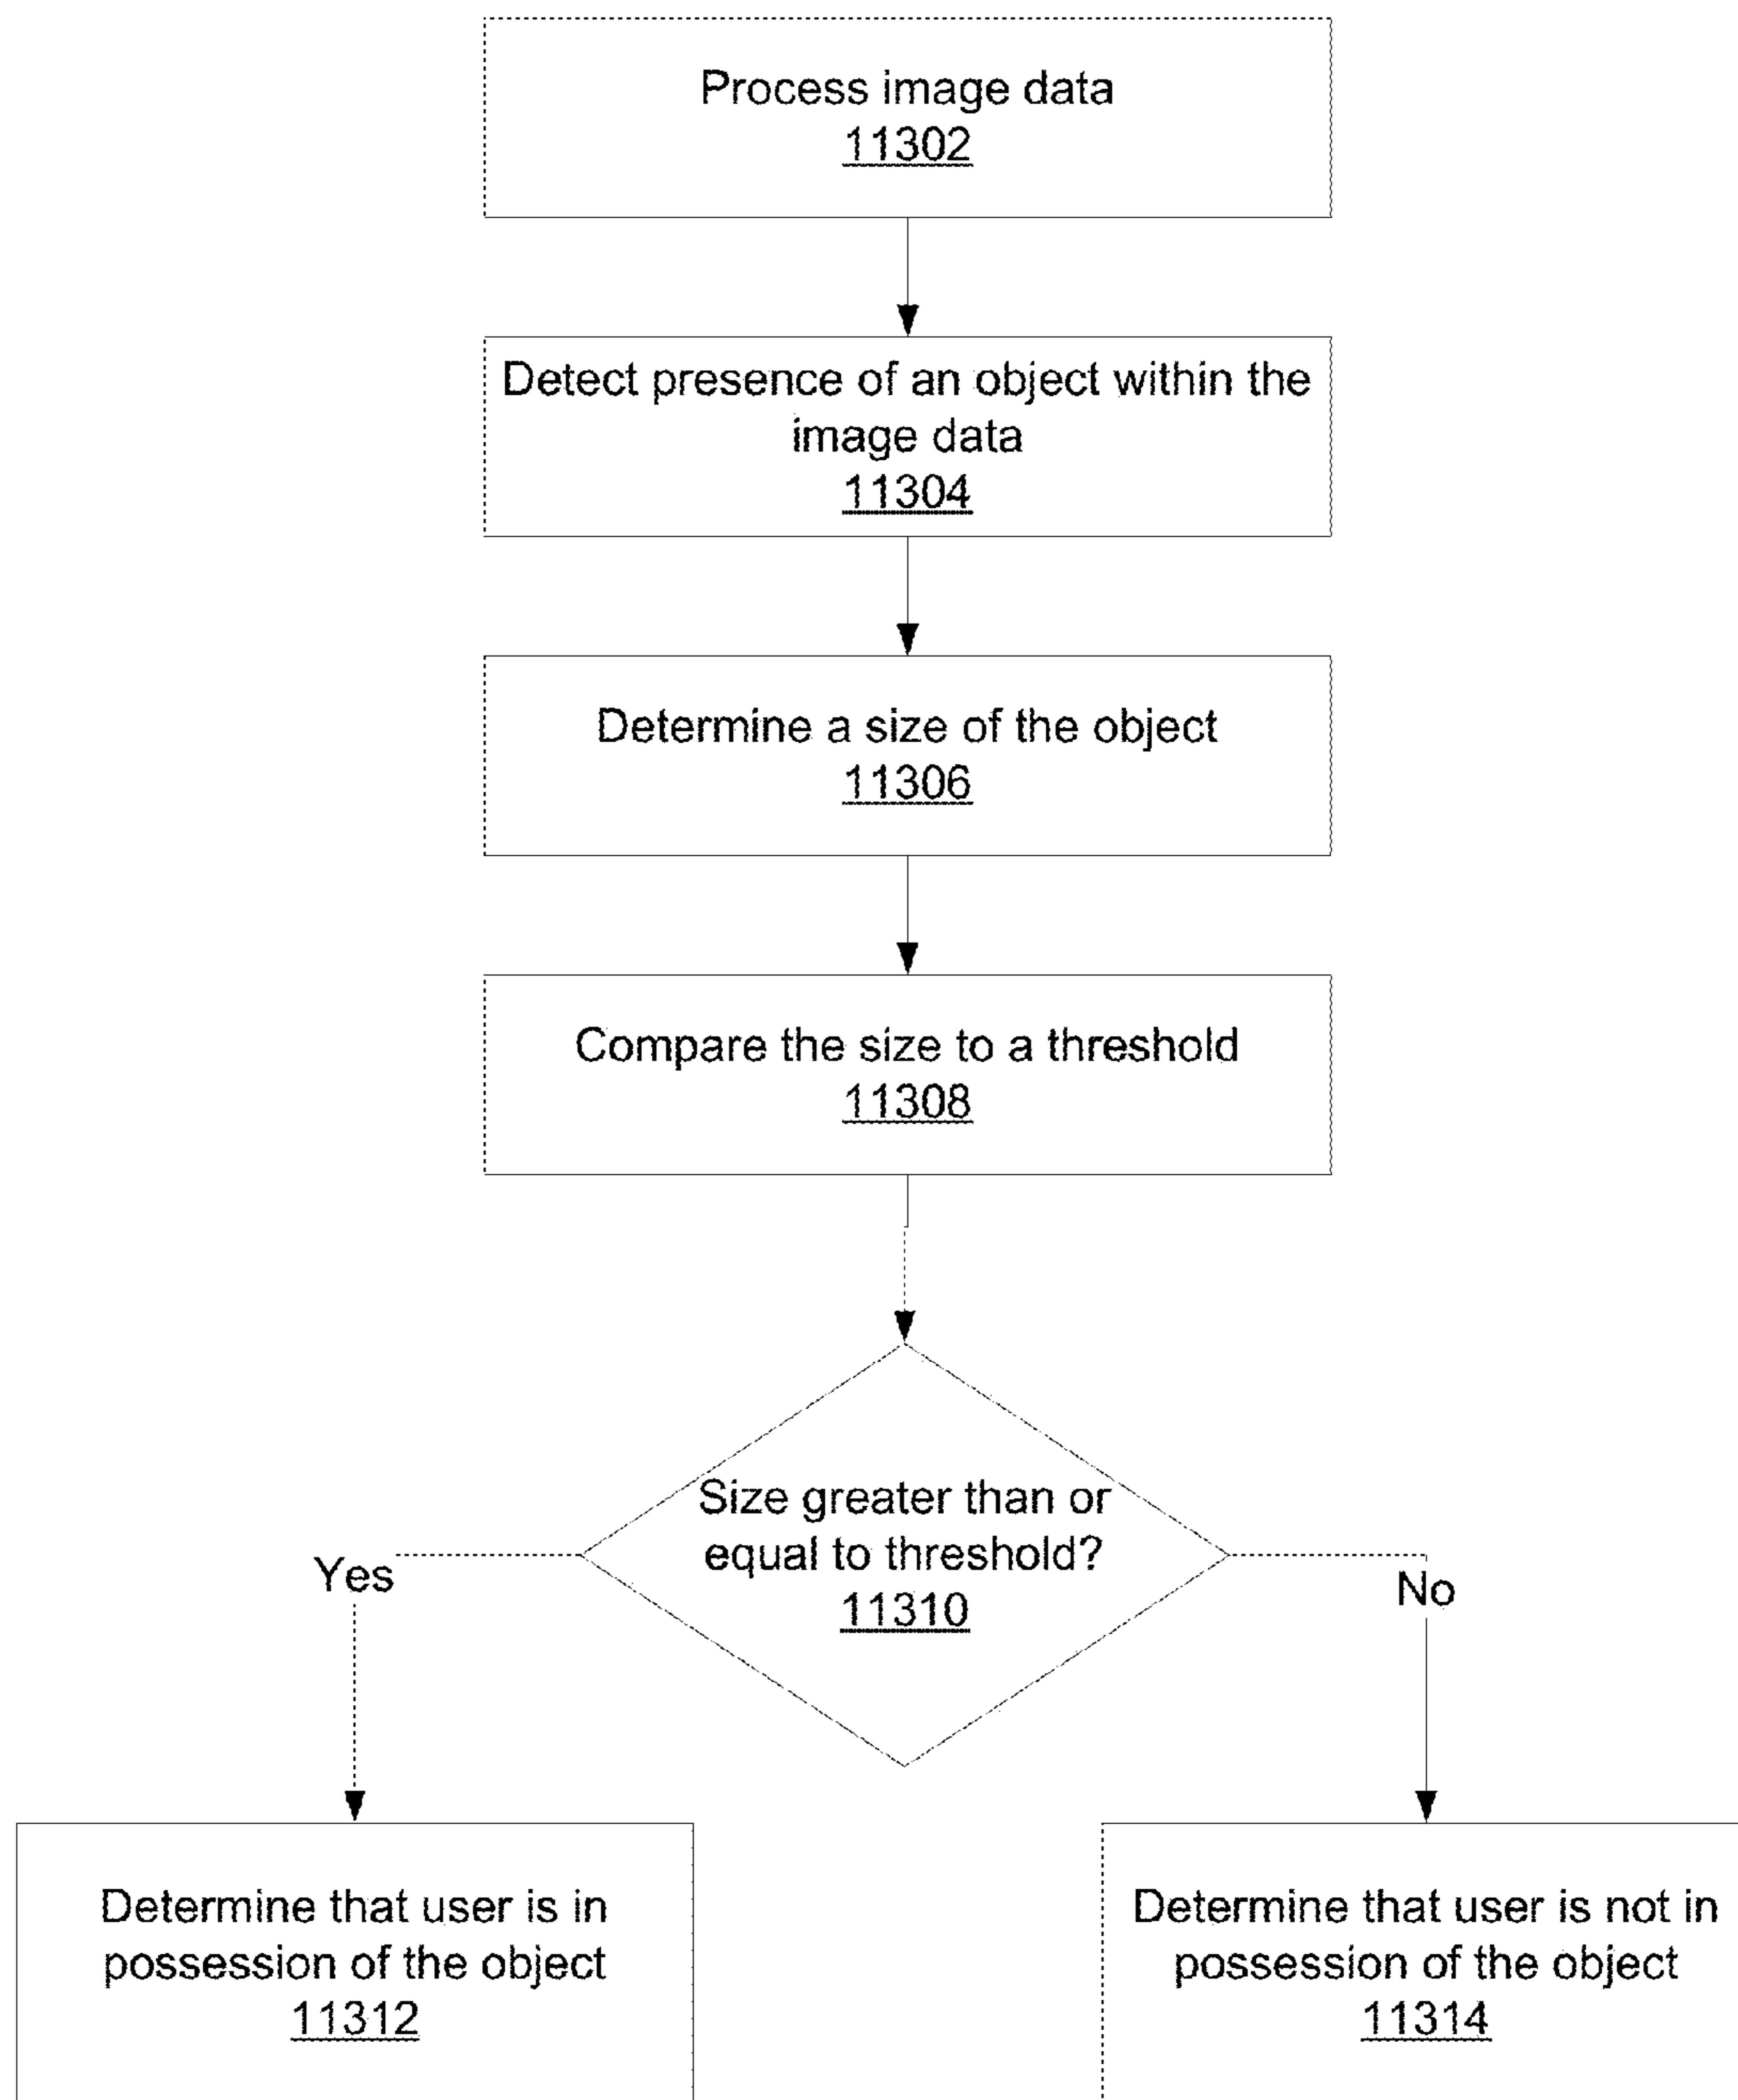 Process image data
11302
Detect presence of an object within the
image data
11304
Determine a size of the object
11306
Compare the size to a threshold
11308
Size greater than or
equal to threshold?
11310
Yes
No
Determine that user is in
possession of the object
11312
Determine that user is not in
possession of the object
11314